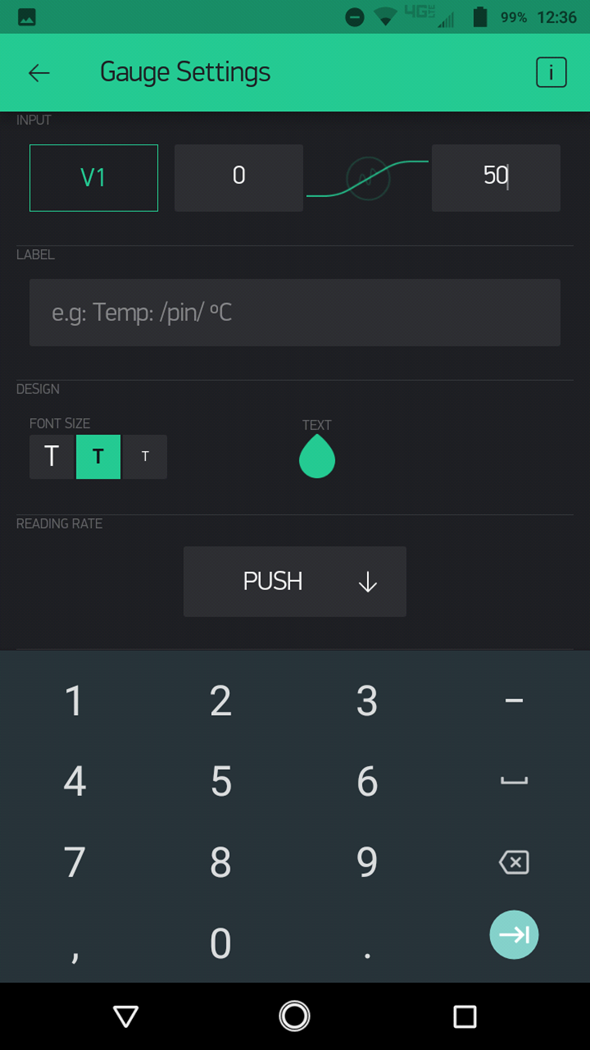 4G 99% 12:36
Gauge Settings i
INPUT
V1 0 50
LABEL
e.g: Temp: /pin/ ºC
DESIGN
FONT SIZE TEXT
T T T
READING RATE
PUSH
1 2 3 -
4 5 6
7 8 9
, 0 .